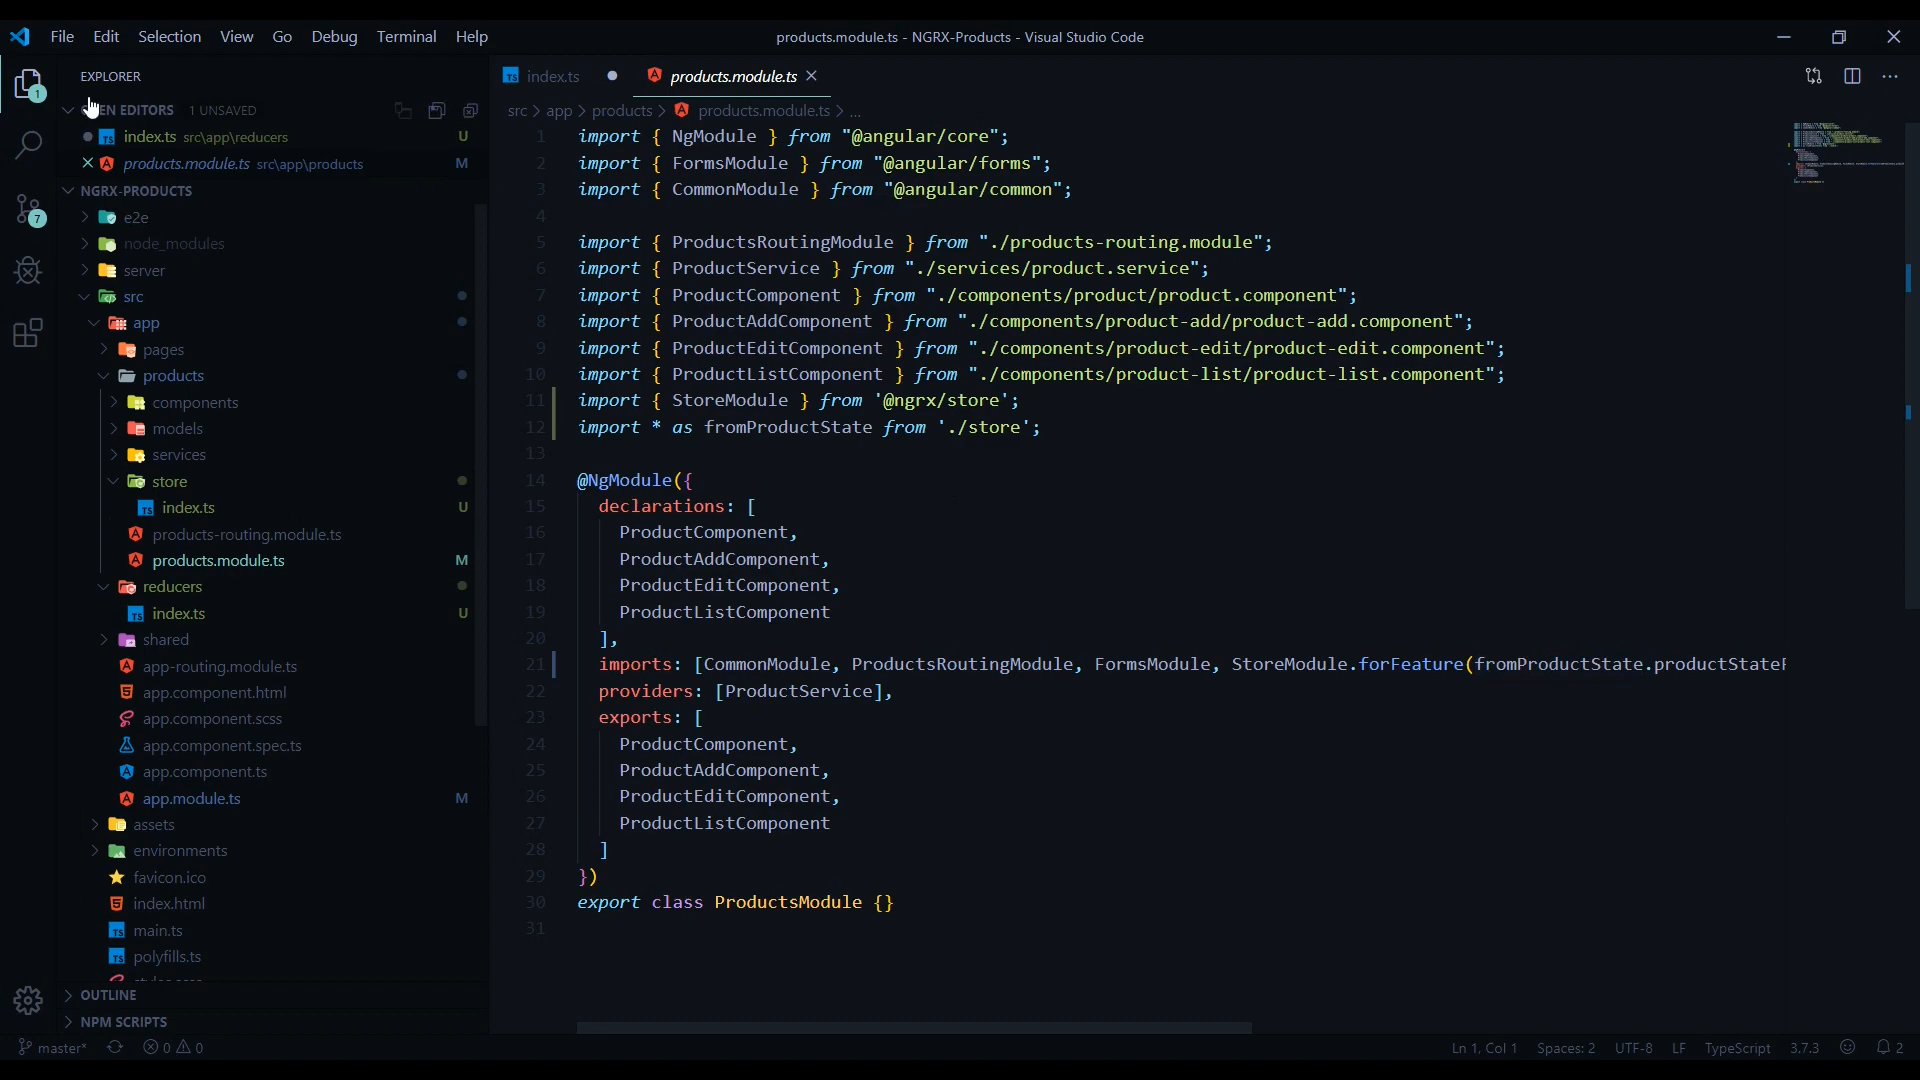 File Edit Selection View Go Debug Terminal Help
products.module.ts - NGRX-Products - Visual Studio Code
EXPLORER
EN EDITORS 1 UNSAVED
index.ts src\app\reducers U
products.module.ts src\app\products M
NGRX-PRODUCTS
e2e
node_modules
server
src
app
pages
products
components
models
services
store
index.ts U
products-routing.module.ts
products.module.ts M
reducers
index.ts U
shared
app-routing.module.ts
app.component.html
app.component.scss
app.component.spec.ts
app.component.ts
app.module.ts M
assets
environments
favicon.ico
index.html
main.ts
polyfills.ts
OUTLINE
NPM SCRIPTS
1
7
index.ts
products.module.ts
src > app > products > products.module.ts > ...
1 import { NgModule } from "@angular/core";
2 import { FormsModule } from "@angular/forms";
3 import { CommonModule } from "@angular/common";
4
5 import { ProductsRoutingModule } from "./products-routing.module";
6 import { ProductService } from "./services/product.service";
7 import { ProductComponent } from "./components/product/product.component";
8 import { ProductAddComponent } from "./components/product-add/product-add.component";
9 import { ProductEditComponent } from "./components/product-edit/product-edit.component";
10 import { ProductListComponent } from "./components/product-list/product-list.component";
11 import { StoreModule } from '@ngrx/store';
12 import * as fromProductState from './store';
13
14 @NgModule({
15 declarations: [
16 ProductComponent,
17 ProductAddComponent,
18 ProductEditComponent,
19 ProductListComponent
20 ],
21 imports: [CommonModule, ProductsRoutingModule, FormsModule, StoreModule.forFeature(fromProductState.productStateF
22 providers: [ProductService],
23 exports: [
24 ProductComponent,
25 ProductAddComponent,
26 ProductEditComponent,
27 ProductListComponent
28 ]
29 })
30 export class ProductsModule {}
31
master* 0 0
Ln 1, Col 1 Spaces: 2 UTF-8 LF TypeScript 3.7.3 2